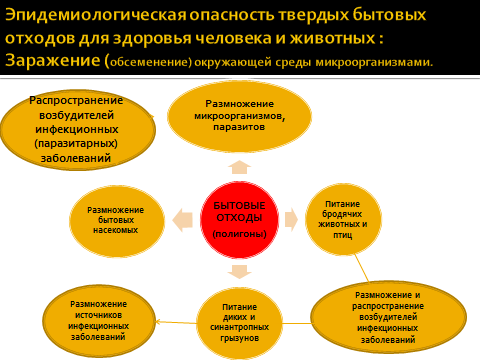 Эпидемиологическая опасность твердых бытовых
отходов для здоровья человека и животных :
Заражение (обсеменение) окружающей среды микроорганизмами.
Распространение
возбудителей
инфекционных
(паразитарных)
заболеваний
Размножение
микроорганизмов,
паразитов
Размножение
бытовых
насекомых
БЫТОВЫЕ
ОТХОДЫ
(полигоны)
Питание
бродячих
животных и
птиц
Размножение
источников
инфекционных
заболеваний
Питание
диких и
синантропных
грызунов
Размножение и
распространение
возбудителей
инфекционных
заболеваний